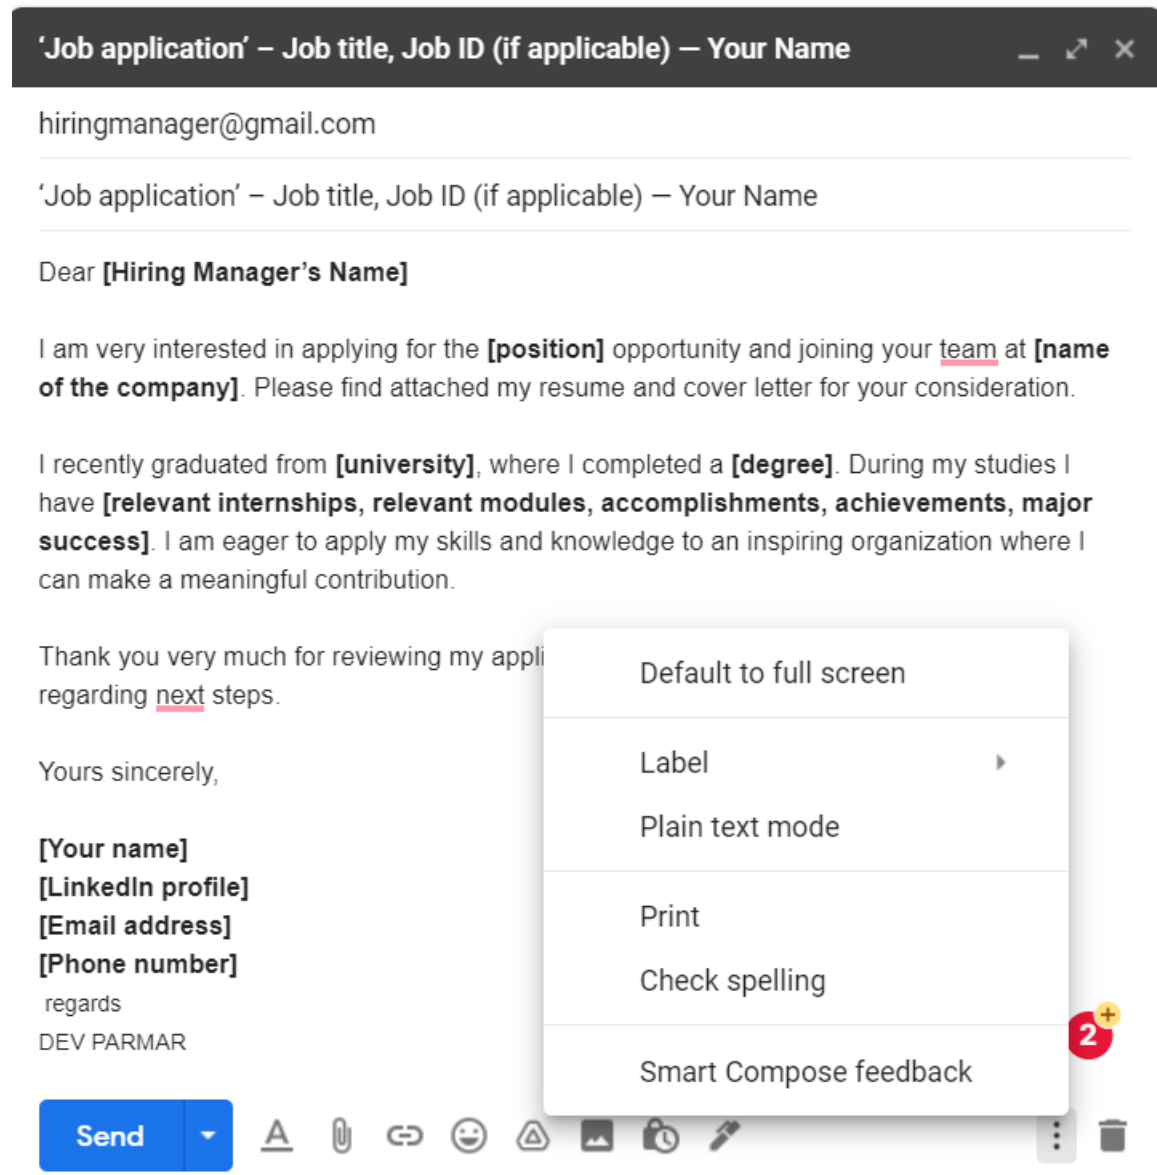 ‘Job application’ – Job title, Job ID (if applicable) — Your Name
hiringmanager@gmail.com
‘Job application’ – Job title, Job ID (if applicable) — Your Name
Dear [Hiring Manager’s Name]
I am very interested in applying for the [position] opportunity and joining your team at [name
of the company]. Please find attached my resume and cover letter for your consideration.
I recently graduated from [university], where I completed a [degree]. During my studies I
have [relevant internships, relevant modules, accomplishments, achievements, major
success]. I am eager to apply my skills and knowledge to an inspiring organization where I
can make a meaningful contribution.
Thank you very much for reviewing my appli
regarding next steps.
Yours sincerely,
[Your name]
[LinkedIn profile]
[Email address]
[Phone number]
regards
DEV PARMAR
Default to full screen
Label
Plain text mode
Print
Check spelling
Smart Compose feedback
2
Send